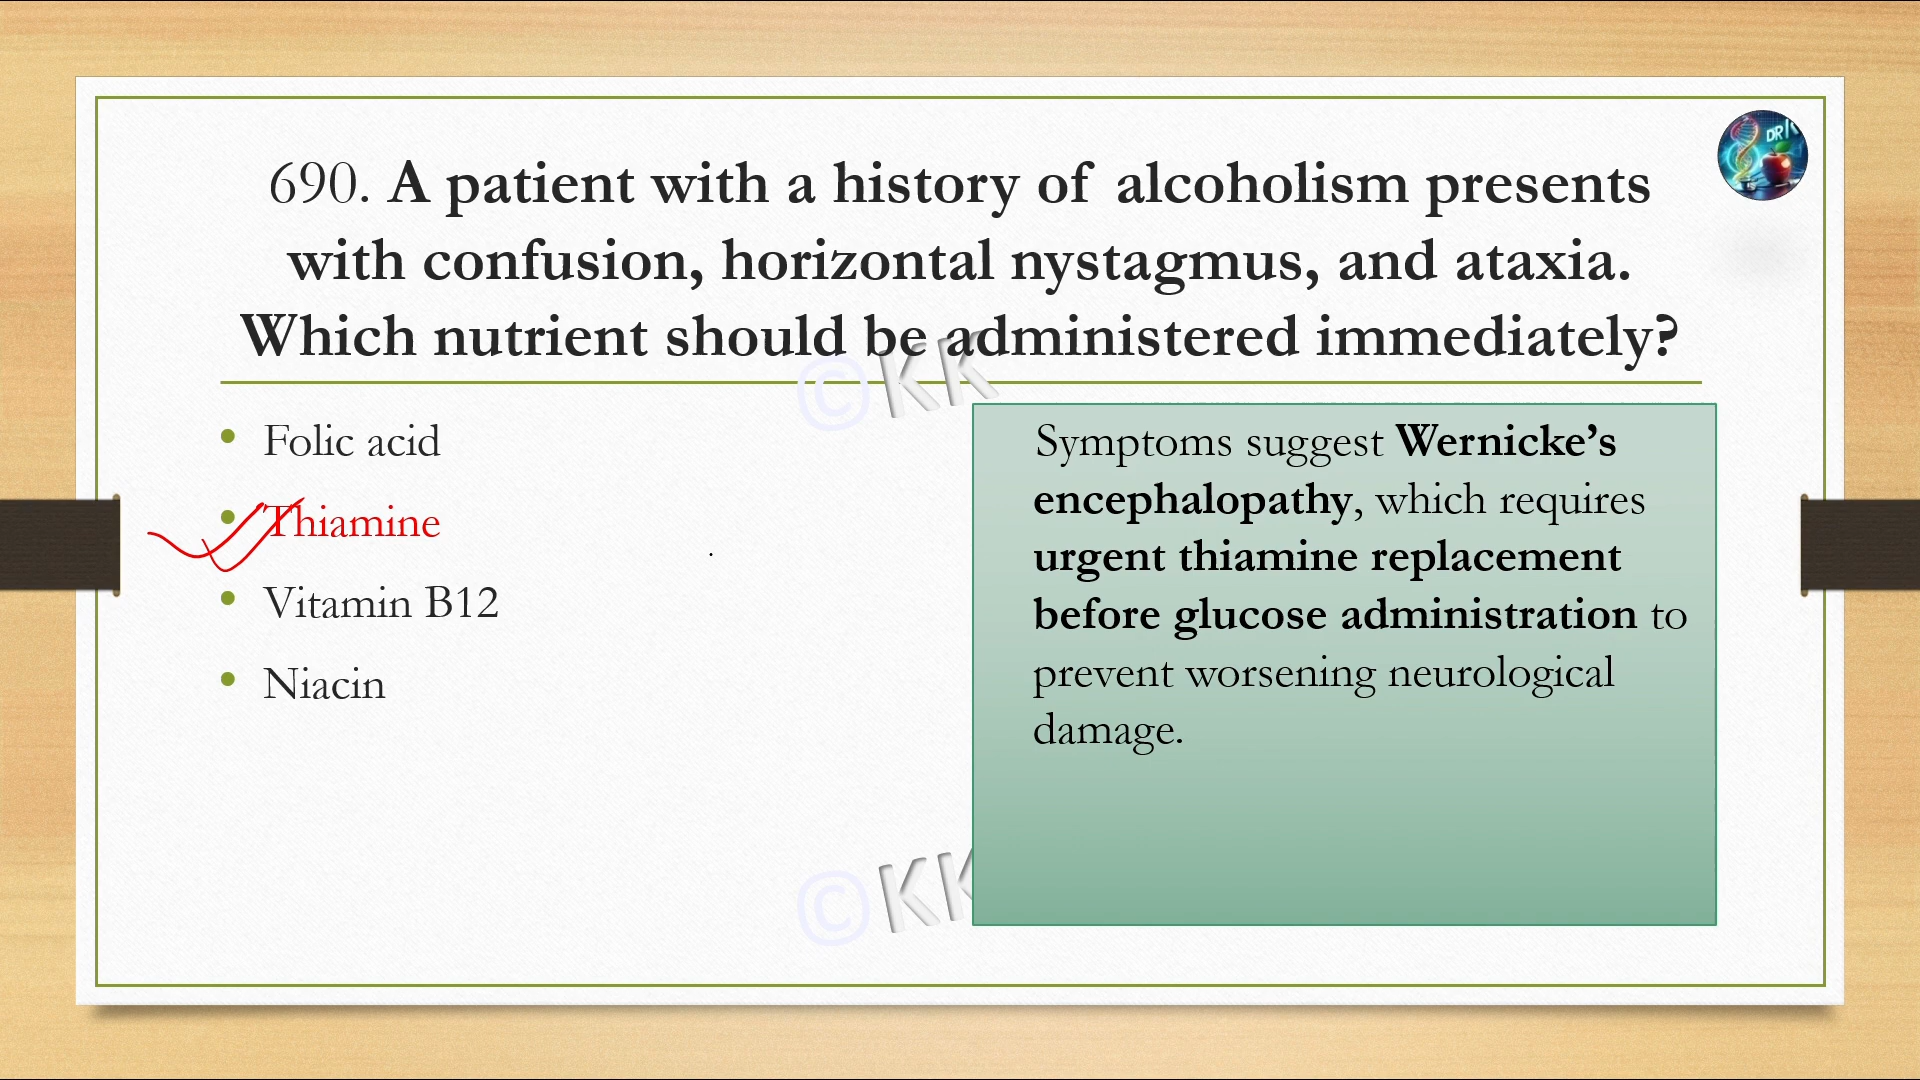 DR K
690. A patient with a history of alcoholism presents
with confusion, horizontal nystagmus, and ataxia.
Which nutrient should be administered immediately?
©KK
• Folic acid
• Thiamine
• Vitamin B12
• Niacin
Symptoms suggest Wernicke’s
encephalopathy, which requires
urgent thiamine replacement
before glucose administration to
prevent worsening neurological
damage.
©KK